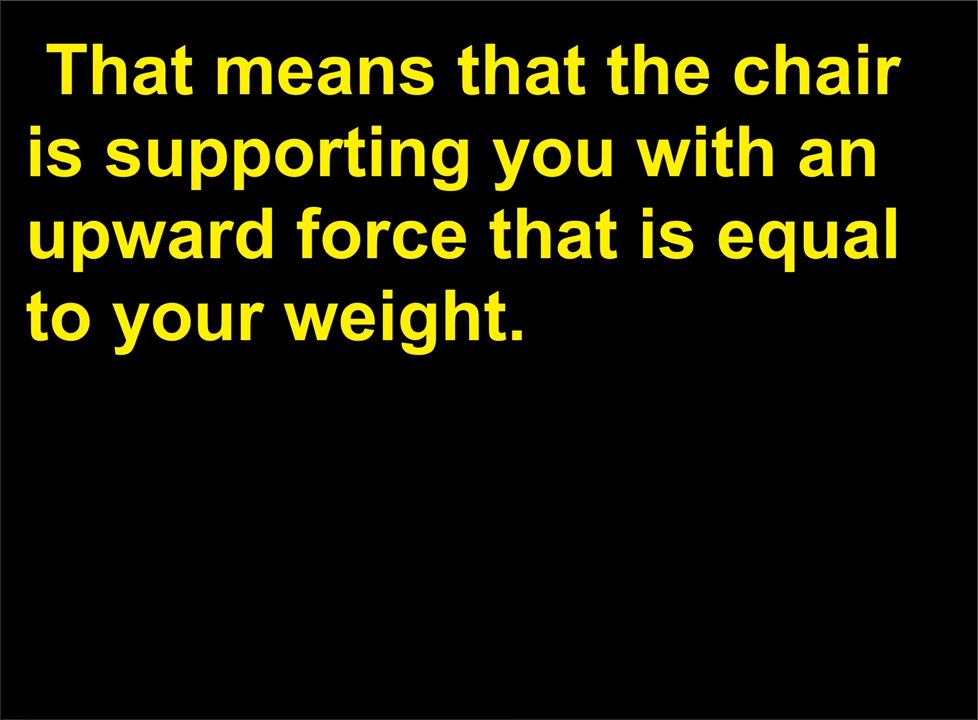 That means that the chair
is supporting you with an
upward force that is equal
to your weight.